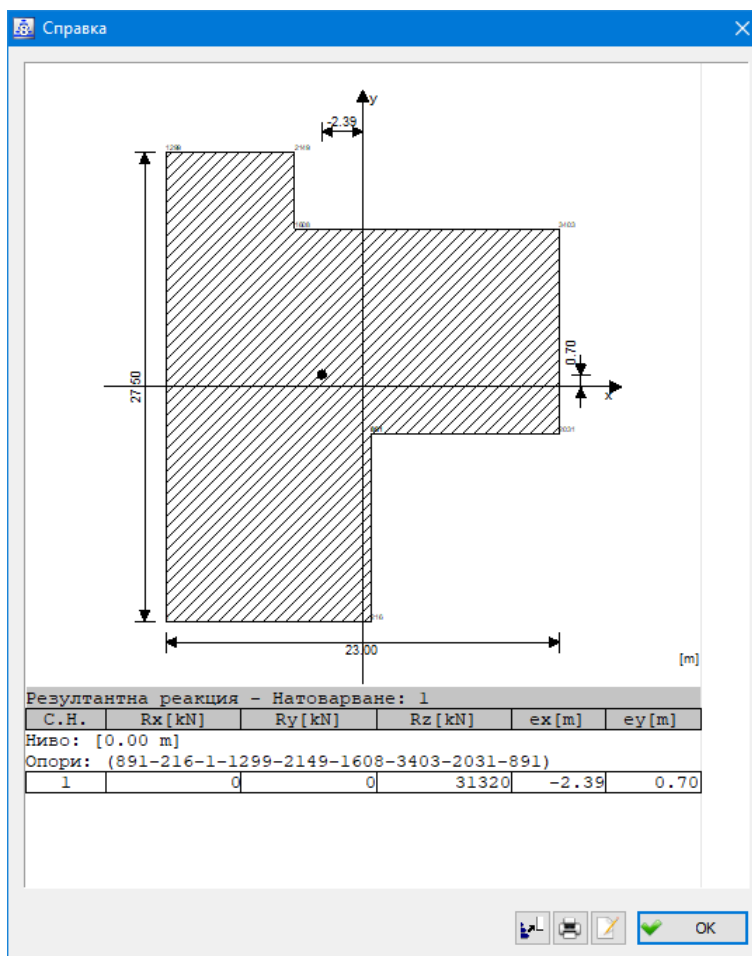 Справка
y
-2.39
1299
2149
1608
3403
0.70
27.50
x
891
2031
216
23.00
[m]
Резултантна реакция - Натоварване: 1
С.Н. Rx[kN] Ry[kN] Rz[kN] ex[m] ey[m]
Ниво: [0.00 m]
Опори: (891-216-1-1299-2149-1608-3403-2031-891)
1 0 0 31320 -2.39 0.70
OK